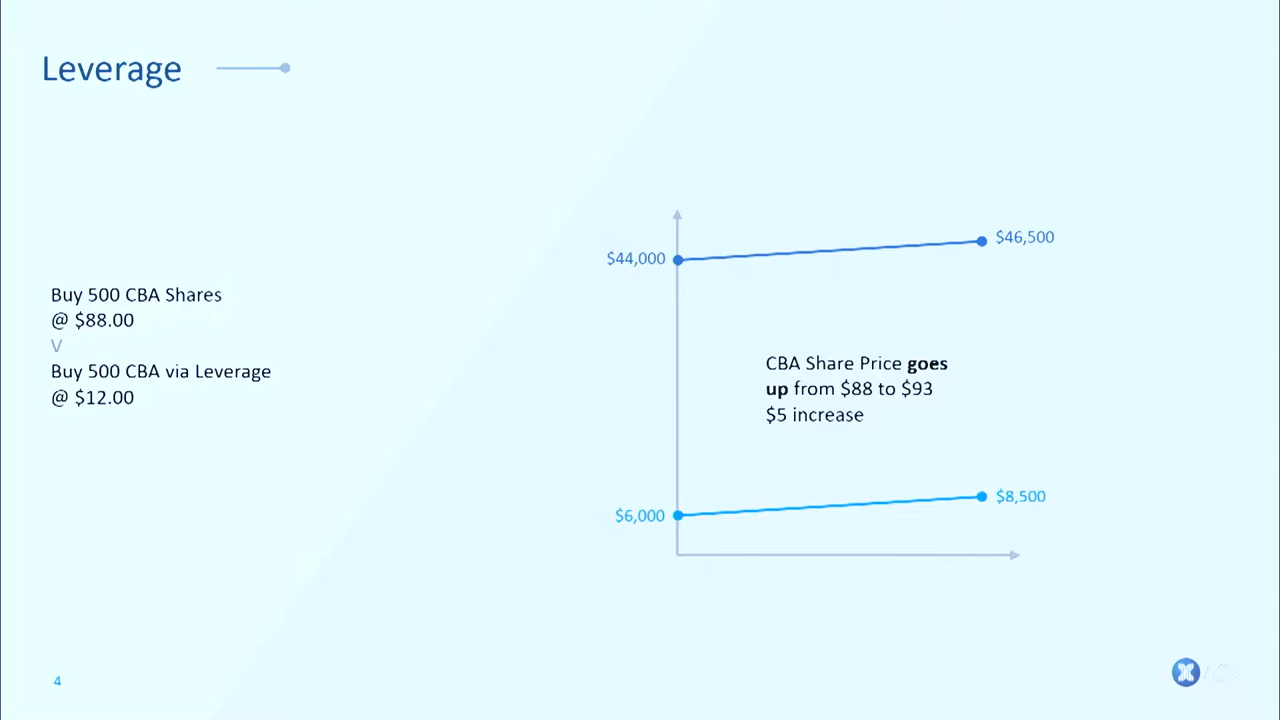 Leverage
Buy 500 CBA Shares
@ $88.00
V
Buy 500 CBA via Leverage
@ $12.00
$44,000
$46,500
CBA Share Price goes
up from $88 to $93
$5 increase
$6,000
$8,500
4